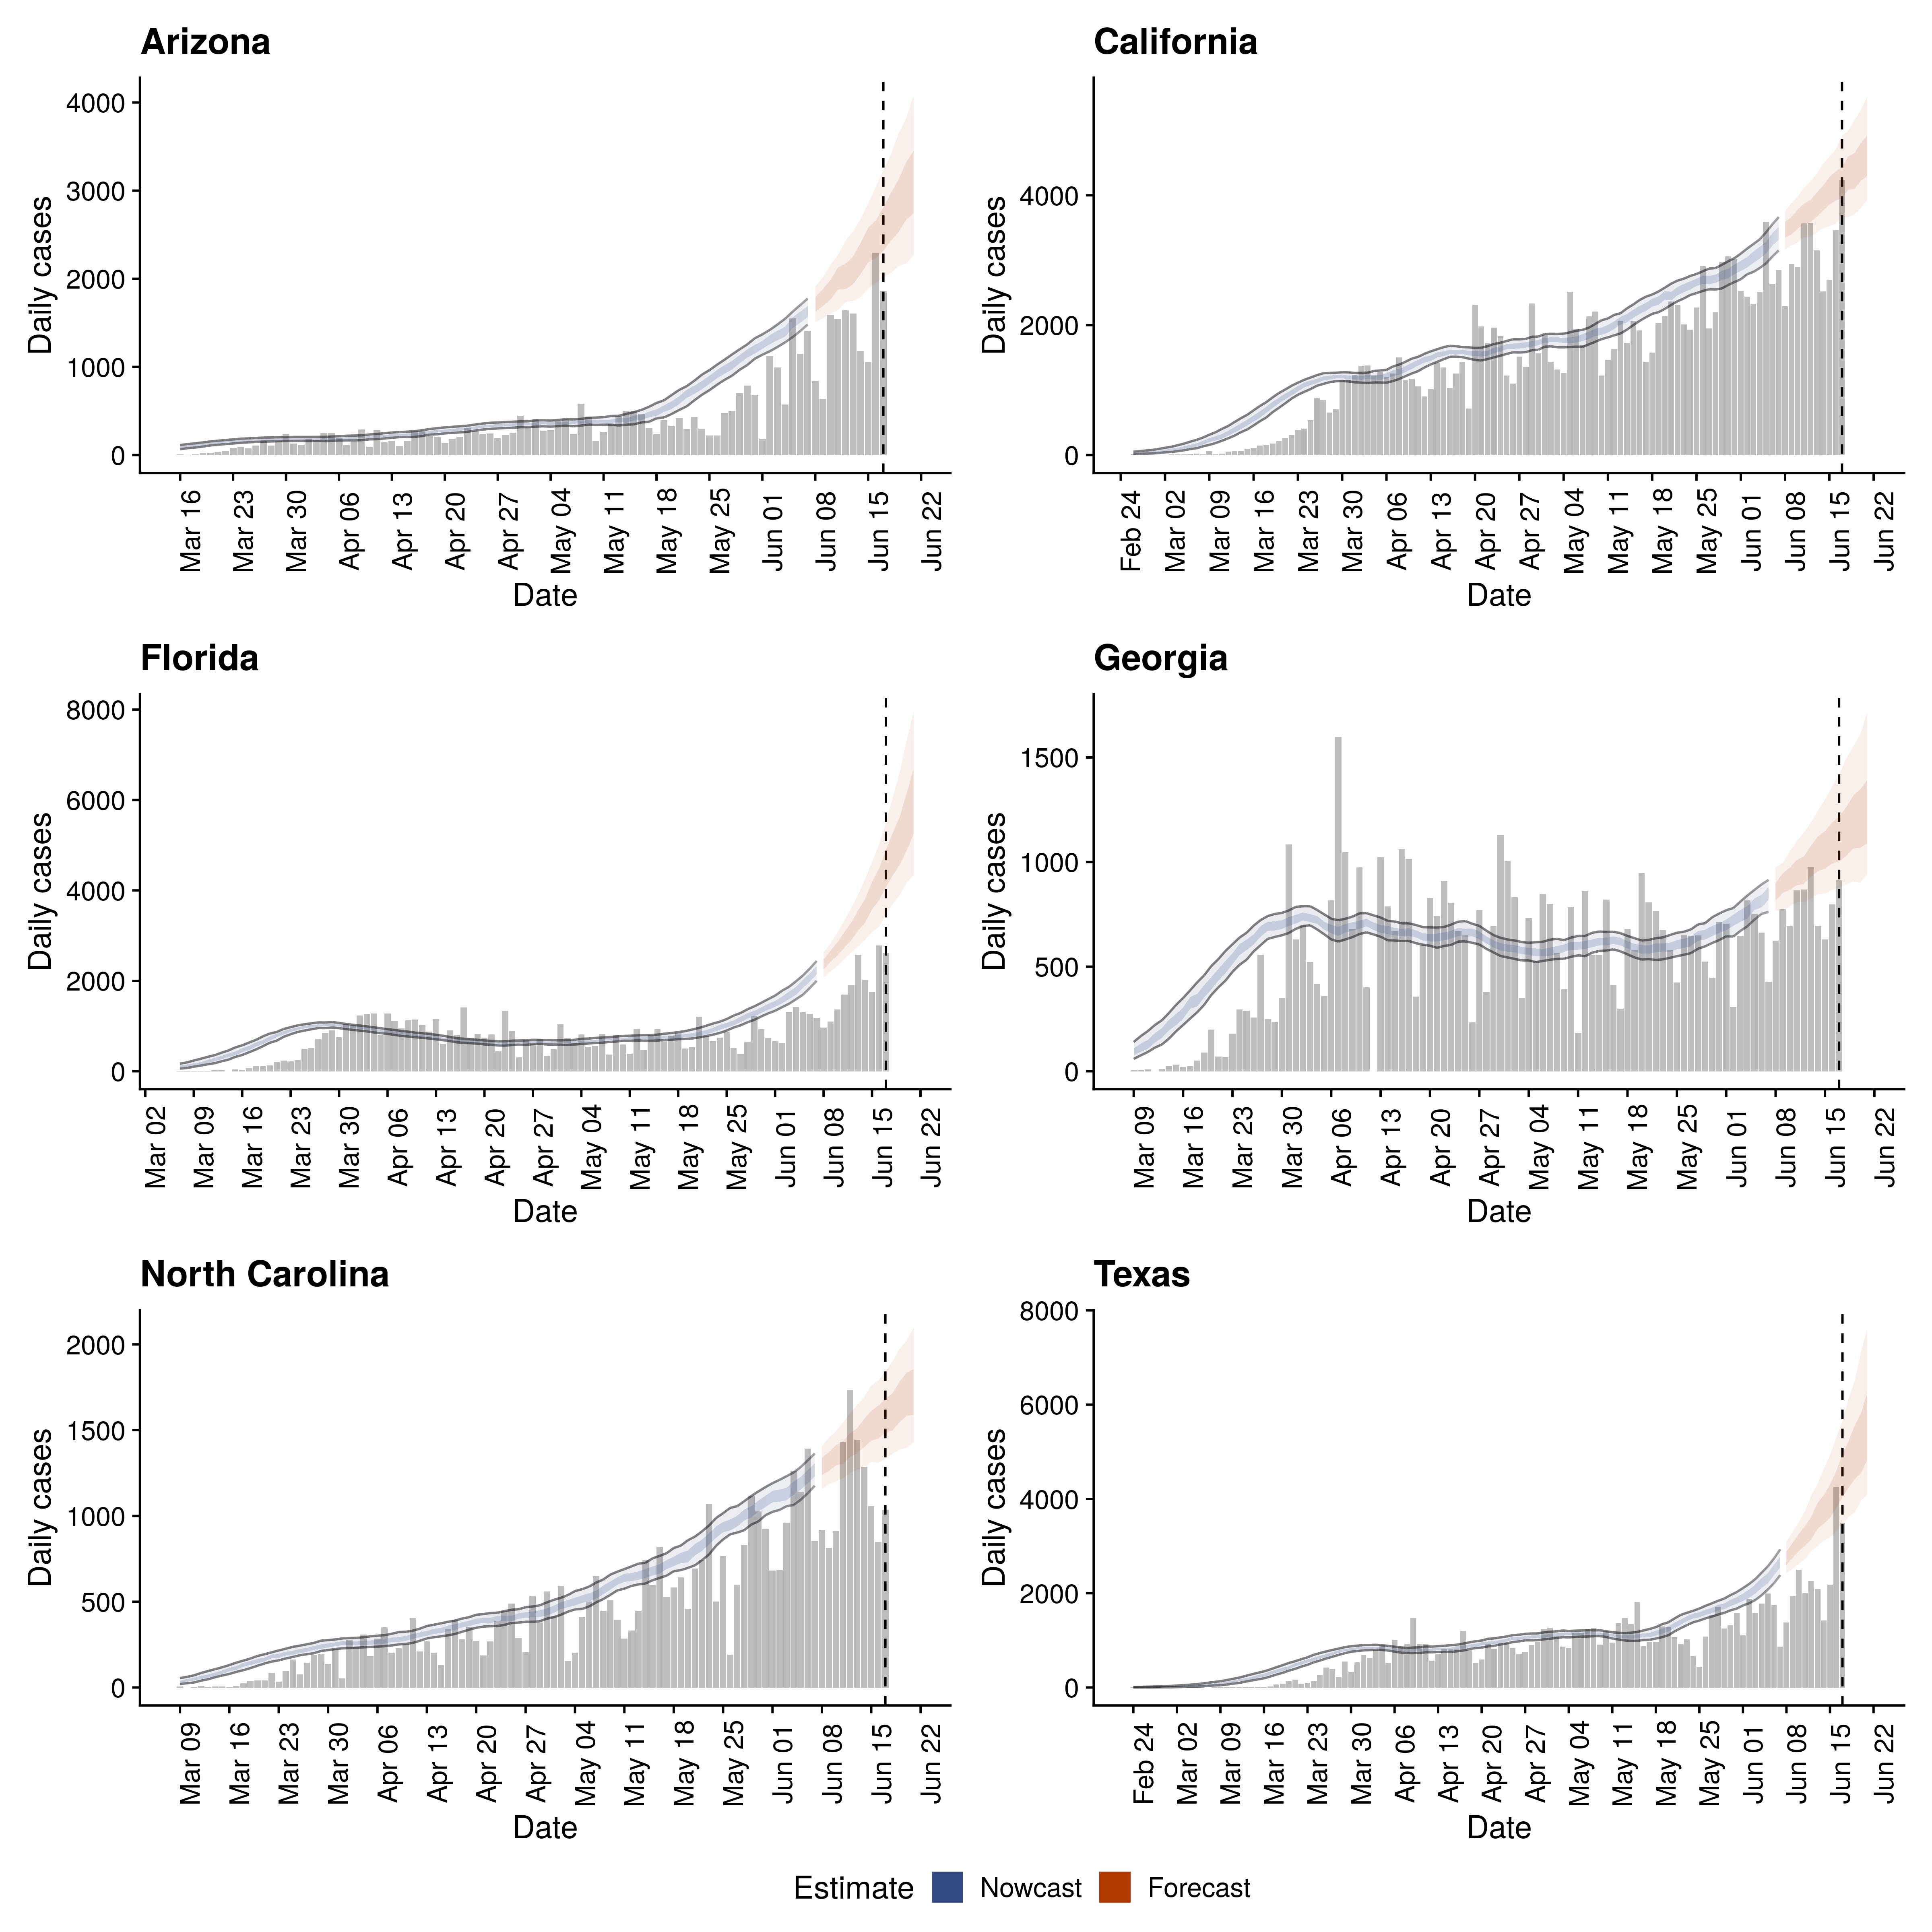 Arizona
Daily cases
4000
3000
2000
1000
0
Mar 16
Mar 23
Mar 30
Apr 06
Apr 13
Apr 20
Apr 27
May 04
May 11
May 18
May 25
Jun 01
Jun 08
Jun 15
Jun 22
Date
California
Daily cases
4000
2000
0
Feb 24
Mar 02
Mar 09
Mar 16
Mar 23
Mar 30
Apr 06
Apr 13
Apr 20
Apr 27
May 04
May 11
May 18
May 25
Jun 01
Jun 08
Jun 15
Jun 22
Date
Florida
Daily cases
8000
6000
4000
2000
0
Mar 02
Mar 09
Mar 16
Mar 23
Mar 30
Apr 06
Apr 13
Apr 20
Apr 27
May 04
May 11
May 18
May 25
Jun 01
Jun 08
Jun 15
Jun 22
Date
Georgia
Daily cases
1500
1000
500
0
Mar 09
Mar 16
Mar 23
Mar 30
Apr 06
Apr 13
Apr 20
Apr 27
May 04
May 11
May 18
May 25
Jun 01
Jun 08
Jun 15
Jun 22
Date
North Carolina
Daily cases
2000
1500
1000
500
0
Mar 09
Mar 16
Mar 23
Mar 30
Apr 06
Apr 13
Apr 20
Apr 27
May 04
May 11
May 18
May 25
Jun 01
Jun 08
Jun 15
Jun 22
Date
Texas
Daily cases
8000
6000
4000
2000
0
Feb 24
Mar 02
Mar 09
Mar 16
Mar 23
Mar 30
Apr 06
Apr 13
Apr 20
Apr 27
May 04
May 11
May 18
May 25
Jun 01
Jun 08
Jun 15
Jun 22
Date
Estimate Nowcast Forecast